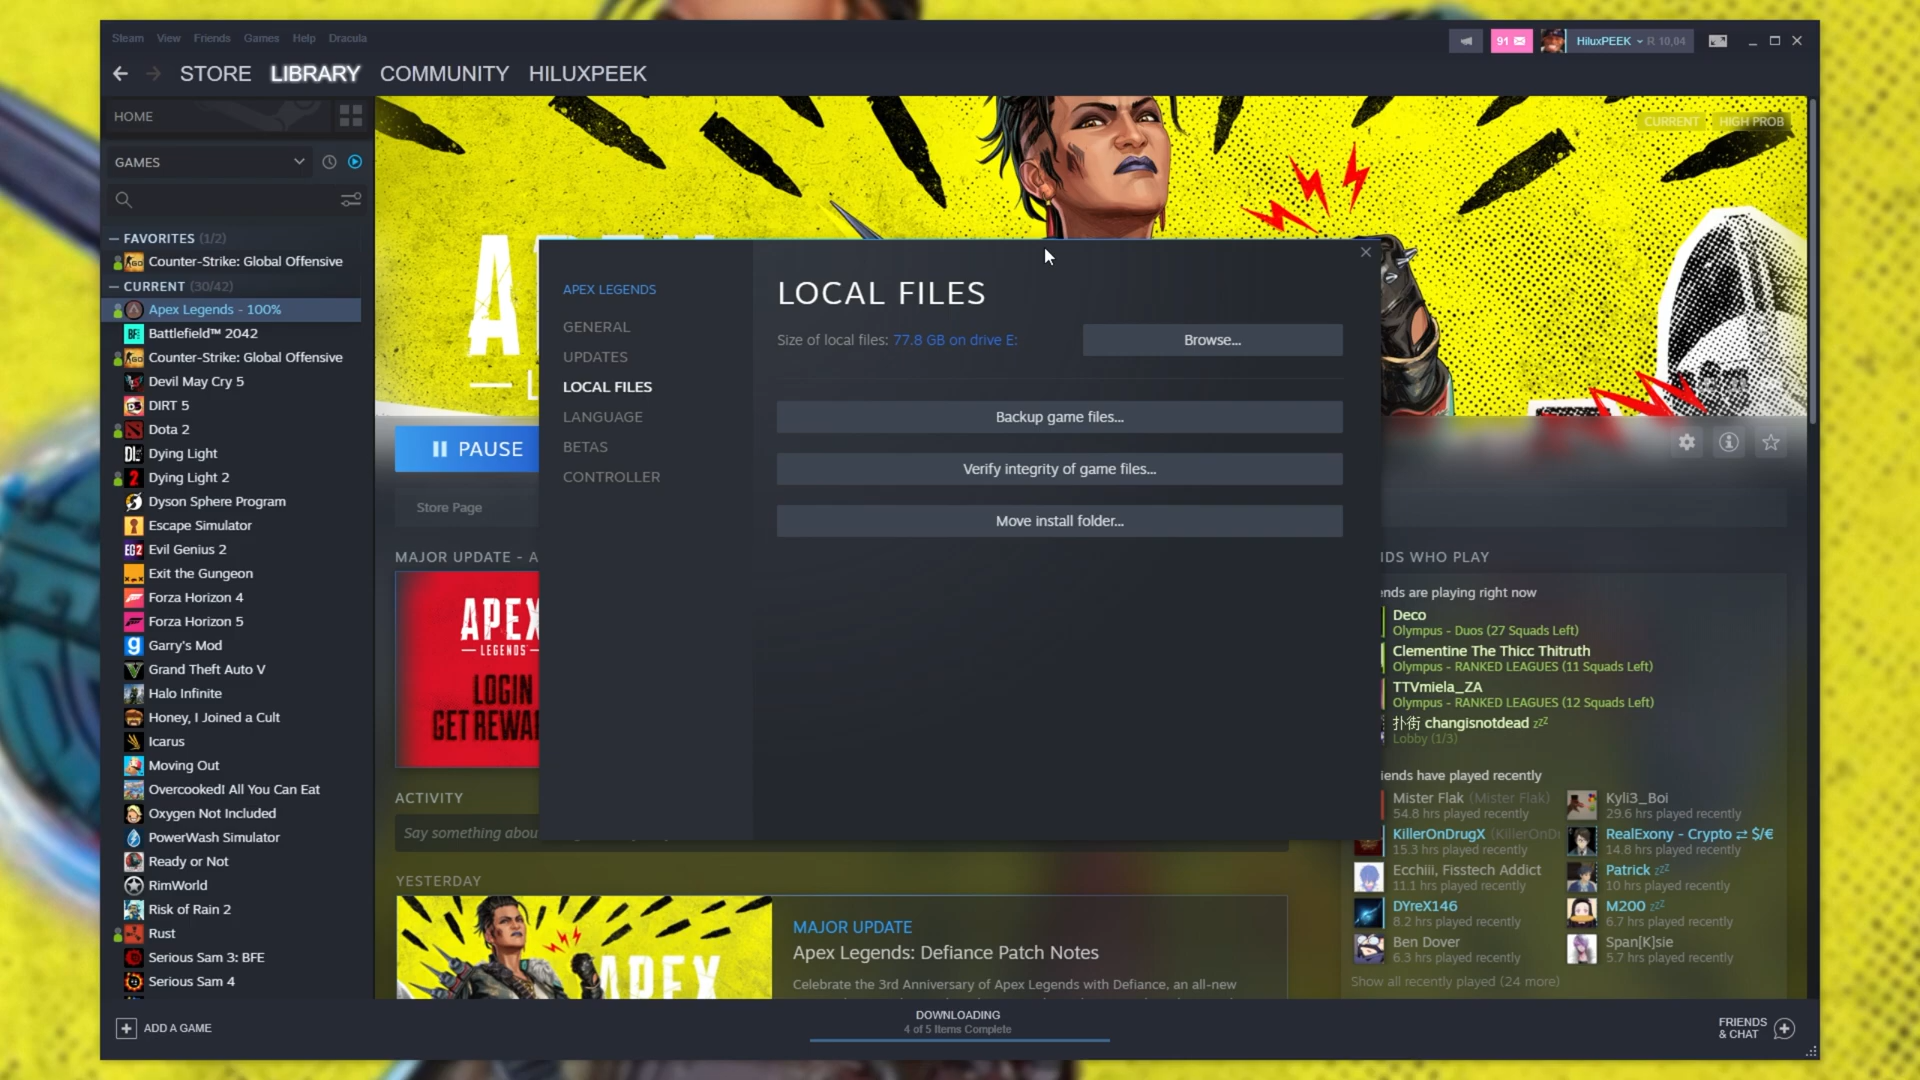 Steam View Friends Games Help Dracula
91 HiluxPEEK R 10,04
STORE LIBRARY COMMUNITY HILUXPEEK
HOME
GAMES
FAVORITES (1/2)
Counter-Strike: Global Offensive
CURRENT (30/42)
Apex Legends - 100%
Battlefield™ 2042
Counter-Strike: Global Offensive
Devil May Cry 5
DIRT 5
Dota 2
Dying Light
Dying Light 2
Dyson Sphere Program
Escape Simulator
Evil Genius 2
Exit the Gungeon
Forza Horizon 4
Forza Horizon 5
Garry's Mod
Grand Theft Auto V
Halo Infinite
Honey, I Joined a Cult
Icarus
Moving Out
Overcooked! All You Can Eat
Oxygen Not Included
PowerWash Simulator
Ready or Not
RimWorld
Risk of Rain 2
Rust
Serious Sam 3: BFE
Serious Sam 4
CURRENT HIGH PROB
PAUSE
Store Page
MAJOR UPDATE - A
APEX
LEGENDS
LOGIN
GET REWA
ACTIVITY
Say something abou
YESTERDAY
APEX
MAJOR UPDATE
Apex Legends: Defiance Patch Notes
Celebrate the 3rd Anniversary of Apex Legends with Defiance, an all-new
APEX LEGENDS
GENERAL
UPDATES
LOCAL FILES
LANGUAGE
BETAS
CONTROLLER
LOCAL FILES
Size of local files: 77.8 GB on drive E:
Browse...
Backup game files...
Verify integrity of game files...
Move install folder...
NDS WHO PLAY
ends are playing right now
Deco
Olympus - Duos (27 Squads Left)
Clementine The Thicc Thitruth
Olympus - RANKED LEAGUES (11 Squads Left)
TTVmiela_ZA
Olympus - RANKED LEAGUES (12 Squads Left)
扑街 changisnotdead zzZ
Lobby (1/3)
iends have played recently
Mister Flak (Mister Flak)
54.8 hrs played recently
Kyli3_Boi
29.6 hrs played recently
KillerOnDrugX (KillerOnD
15.3 hrs played recently
RealExony - Crypto ⇄ $/€
14.8 hrs played recently
Ecchiii, Fisstech Addict
11.1 hrs played recently
Patrick zzZ
10 hrs played recently
DYreX146
8.2 hrs played recently
M200 zzZ
6.7 hrs played recently
Ben Dover
6.3 hrs played recently
Span[K]sie
5.7 hrs played recently
Show all recently played (24 more)
ADD A GAME
DOWNLOADING
4 of 5 Items Complete
FRIENDS
& CHAT